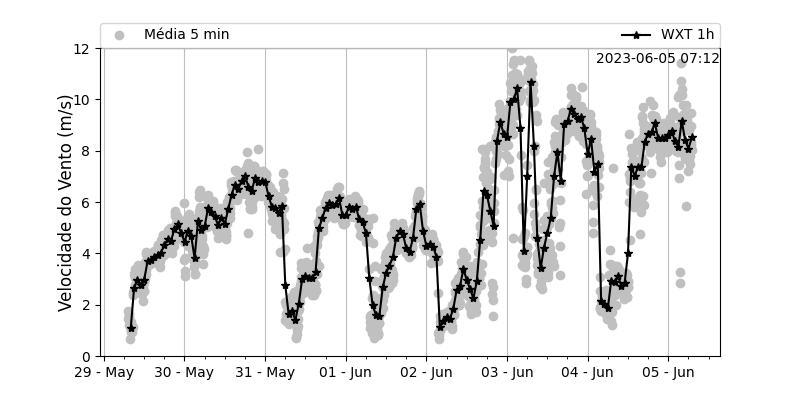 Média 5 min
WXT 1h
2023-06-05 07:12
Velocidade do Vento (m/s)
12
10
8
6
4
2
0
29 - May
30 - May
31 - May
01 - Jun
02 - Jun
03 - Jun
04 - Jun
05 - Jun